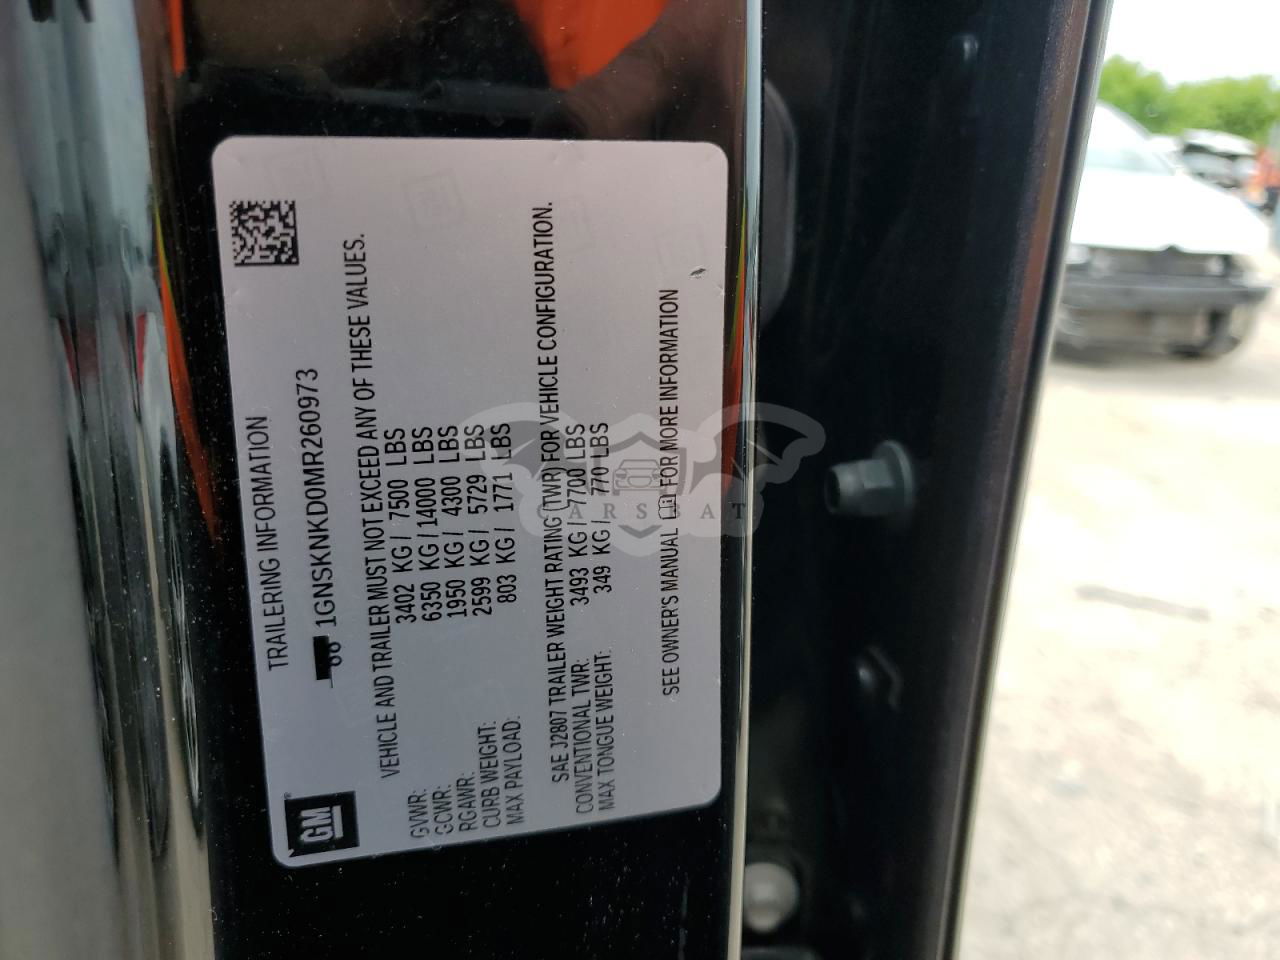 GM
TRAILERING INFORMATION
1GNSKNKD0MR260973
VEHICLE AND TRAILER MUST NOT EXCEED ANY OF THESE VALUES.
GVWR: 3402 KG / 7500 LBS
GCWR: 6350 KG / 14000 LBS
RGAWR: 1950 KG / 4300 LBS
CURB WEIGHT: 2599 KG / 5729 LBS
MAX PAYLOAD: 803 KG / 1771 LBS
SAE J2807 TRAILER WEIGHT RATING (TWR) FOR VEHICLE CONFIGURATION.
CONVENTIONAL TWR: 3493 KG / 7700 LBS
MAX TONGUE WEIGHT: 349 KG / 770 LBS
SEE OWNER'S MANUAL FOR MORE INFORMATION
CARSBAT